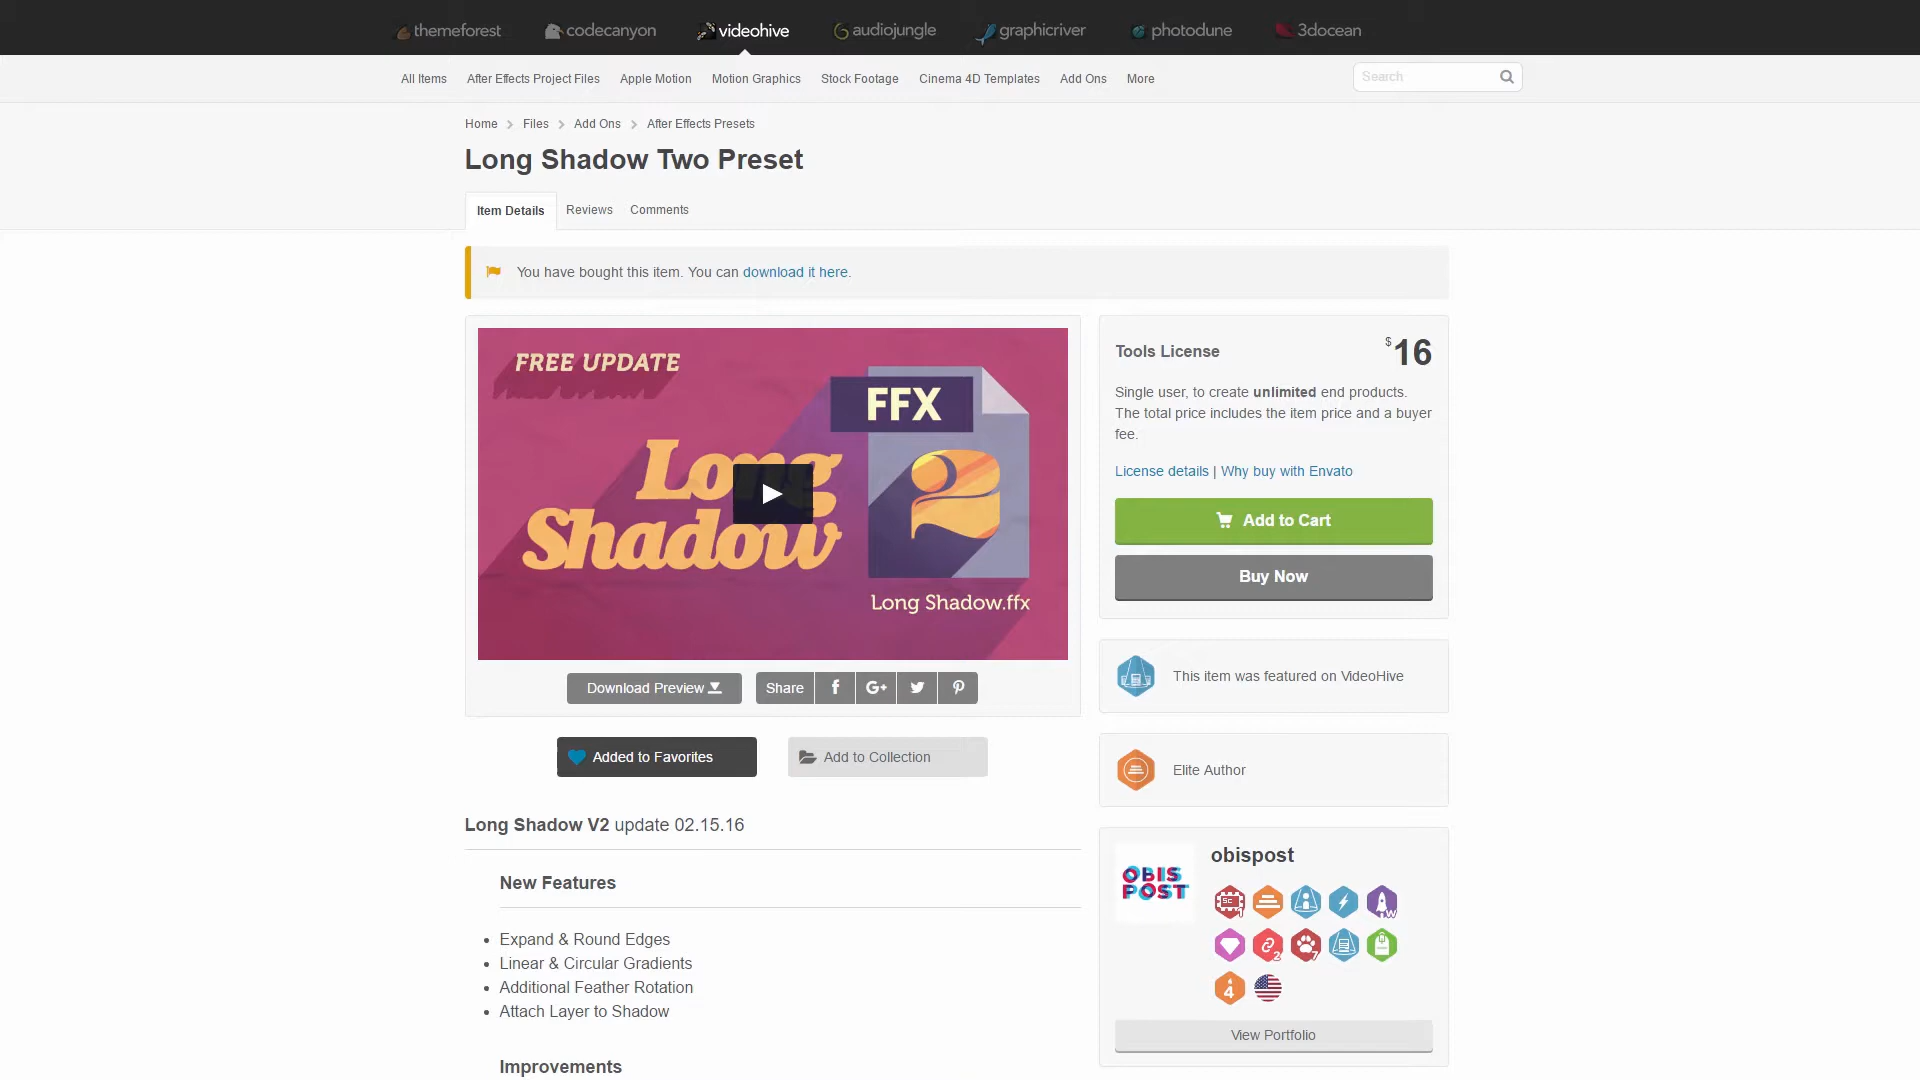 themeforest codecanyon videohive audiojungle graphicriver photodune 3docean
All Items After Effects Project Files Apple Motion Motion Graphics Stock Footage Cinema 4D Templates Add Ons More Search
Home Files Add Ons After Effects Presets
Long Shadow Two Preset
Item Details Reviews Comments
You have bought this item. You can download it here.
FREE UPDATE
FFX
Long
Shadow
2
Long Shadow.ffx
Download Preview Share f G+
Added to Favorites Add to Collection
Long Shadow V2 update 02.15.16
New Features
Expand & Round Edges
Linear & Circular Gradients
Additional Feather Rotation
Attach Layer to Shadow
Improvements
Tools License $16
Single user, to create unlimited end products.
The total price includes the item price and a buyer
fee.
License details | Why buy with Envato
Add to Cart
Buy Now
This item was featured on VideoHive
Elite Author
obispost
OBIS
POST
Sc 1 W
2 7
4
View Portfolio